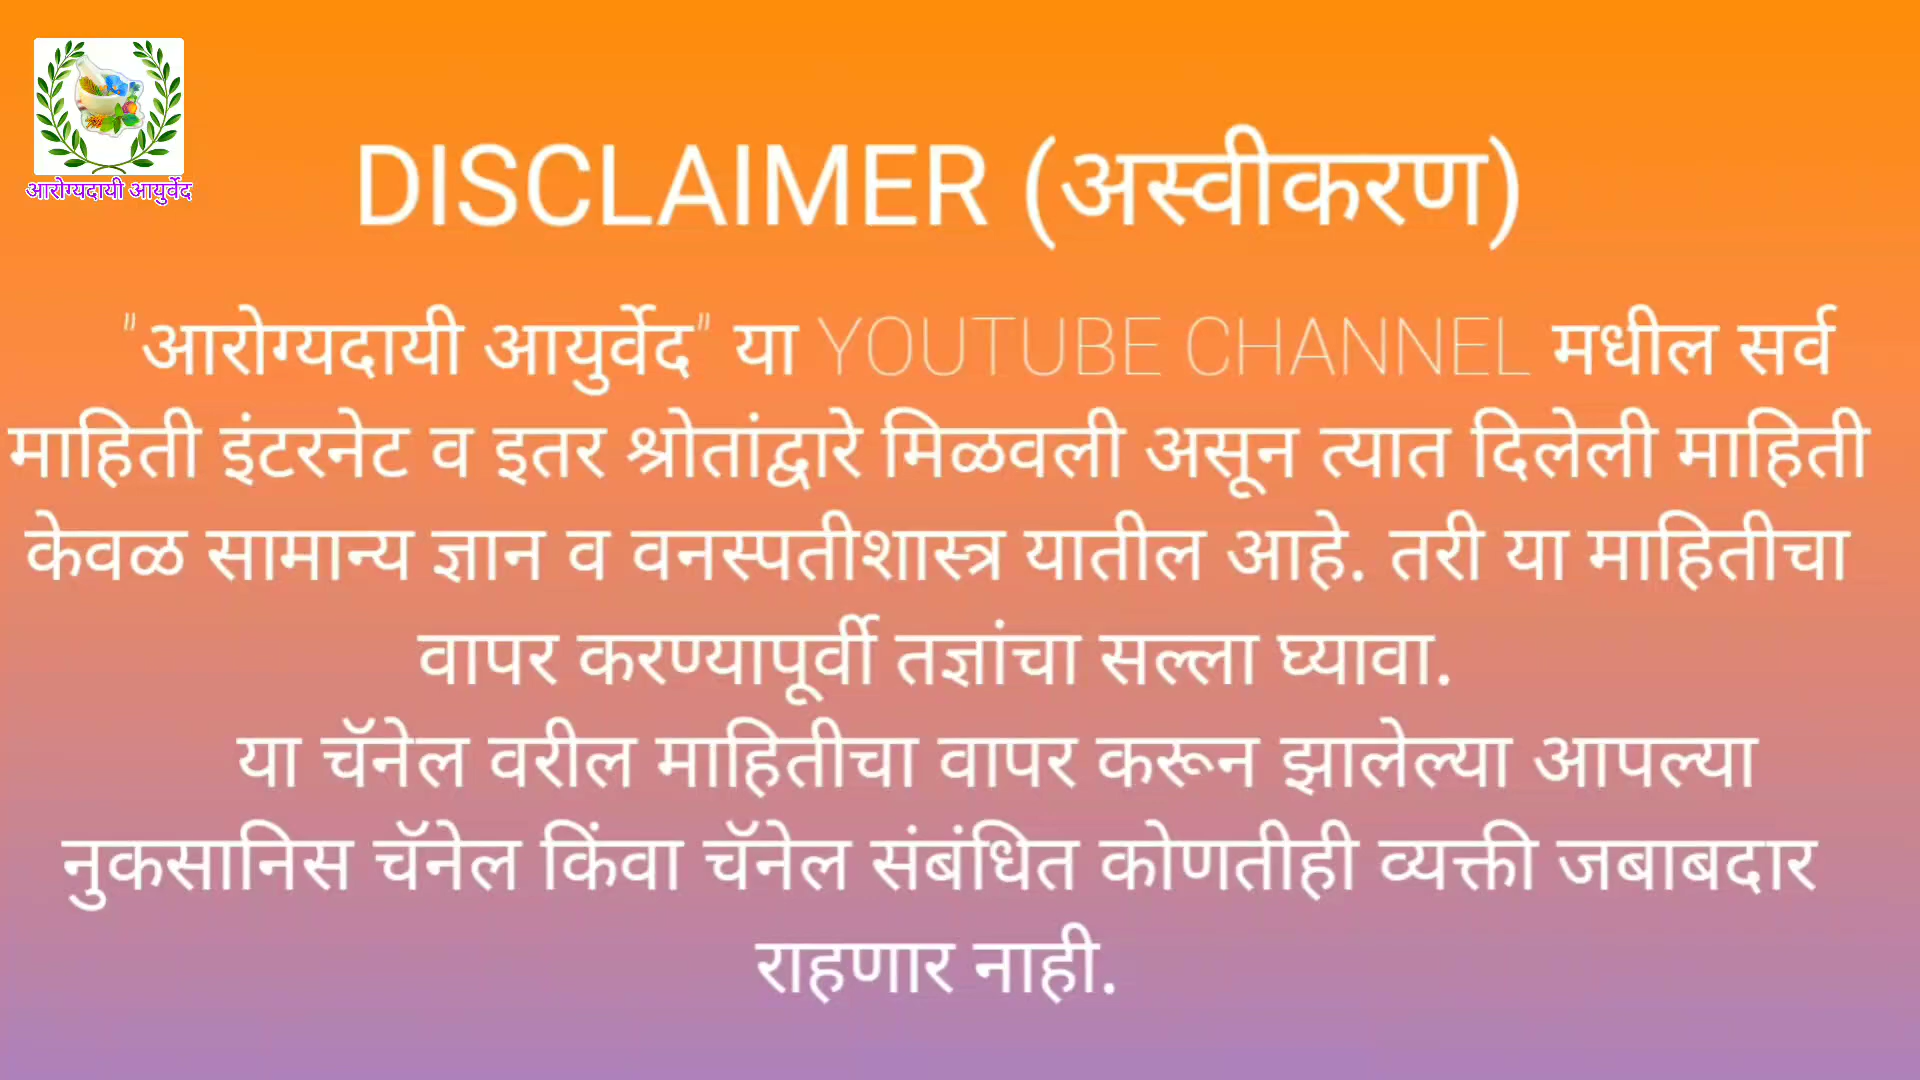 आरोग्यदायी आयुर्वेद
DISCLAIMER (अस्वीकरण)
"आरोग्यदायी आयुर्वेद" या YOUTUBE CHANNEL मधील सर्व
माहिती इंटरनेट व इतर श्रोतांद्वारे मिळवली असून त्यात दिलेली माहिती
केवळ सामान्य ज्ञान व वनस्पतीशास्त्र यातील आहे. तरी या माहितीचा
वापर करण्यापूर्वी तज्ञांचा सल्ला घ्यावा.
या चॅनेल वरील माहितीचा वापर करून झालेल्या आपल्या
नुकसानिस चॅनेल किंवा चॅनेल संबंधित कोणतीही व्यक्ती जबाबदार
राहणार नाही.